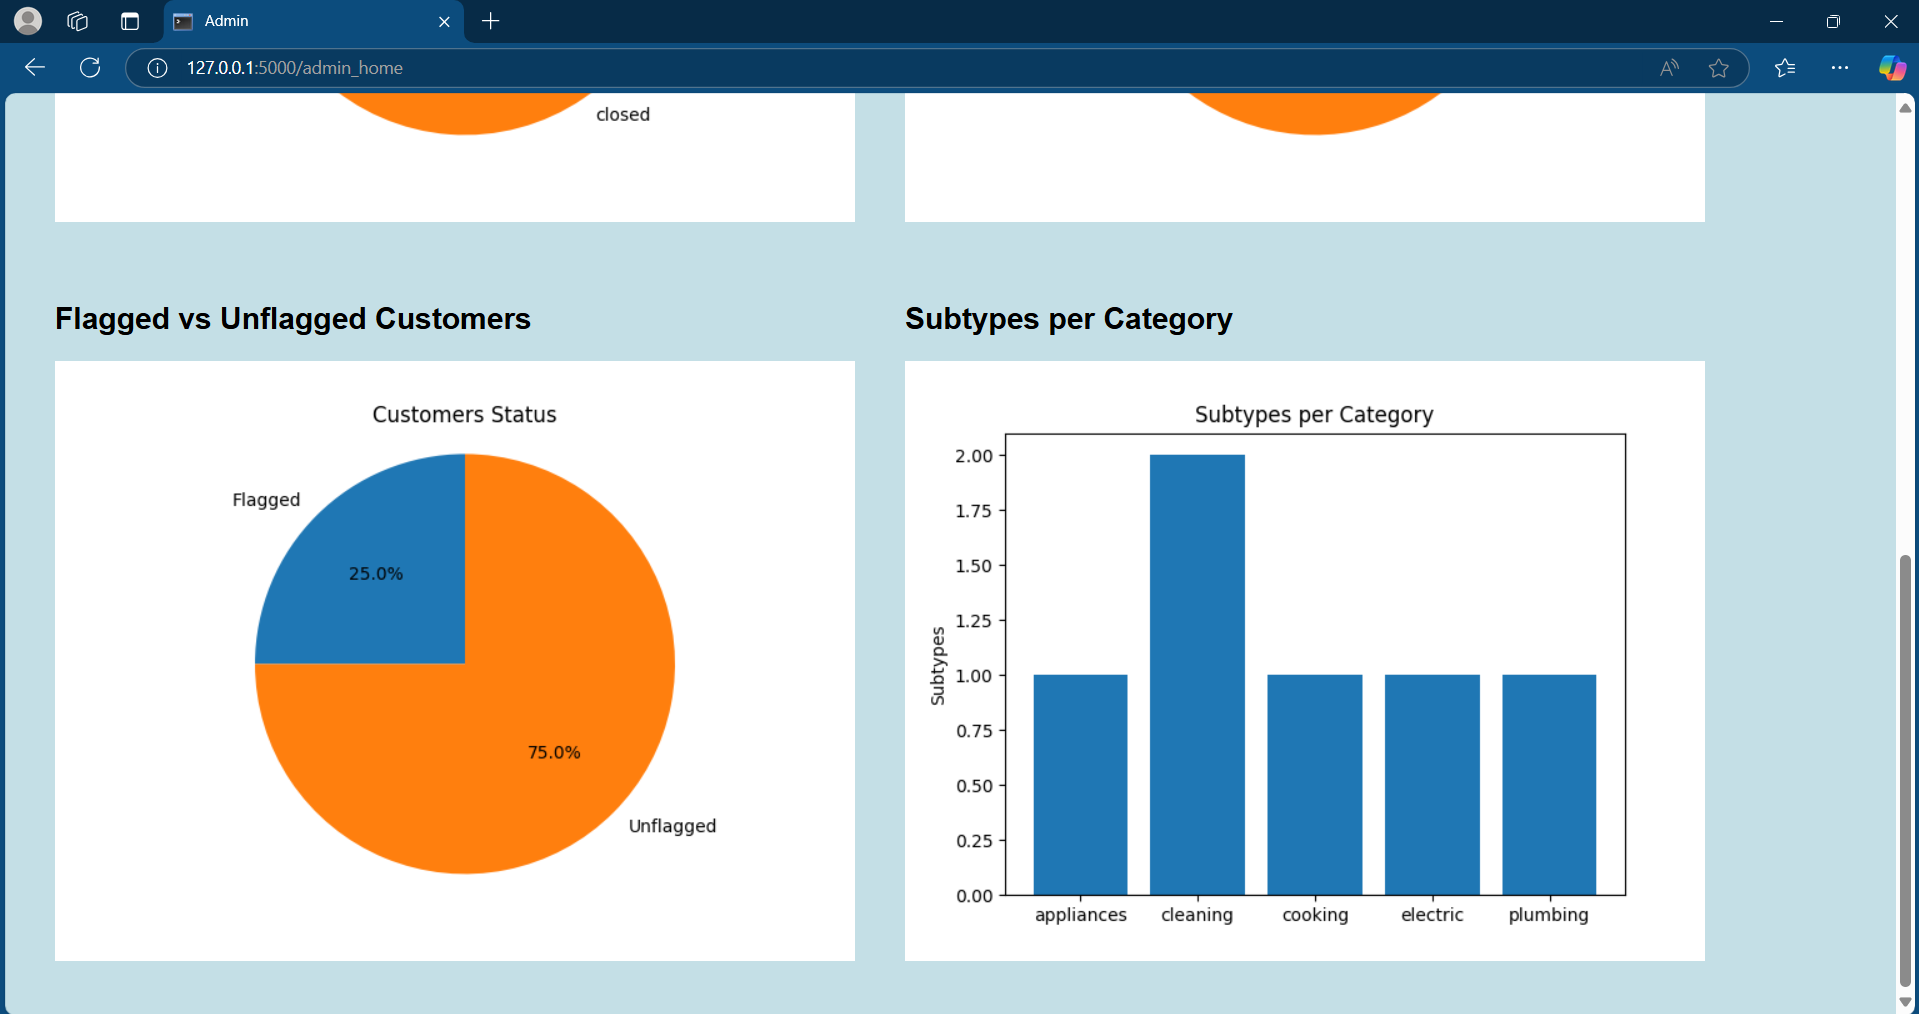 Admin
127.0.0.1:5000/admin_home
closed
Flagged vs Unflagged Customers
Customers Status
Flagged
25.0%
75.0%
Unflagged
Subtypes per Category
Subtypes per Category
Subtypes
2.00
1.75
1.50
1.25
1.00
0.75
0.50
0.25
0.00
appliances cleaning cooking electric plumbing